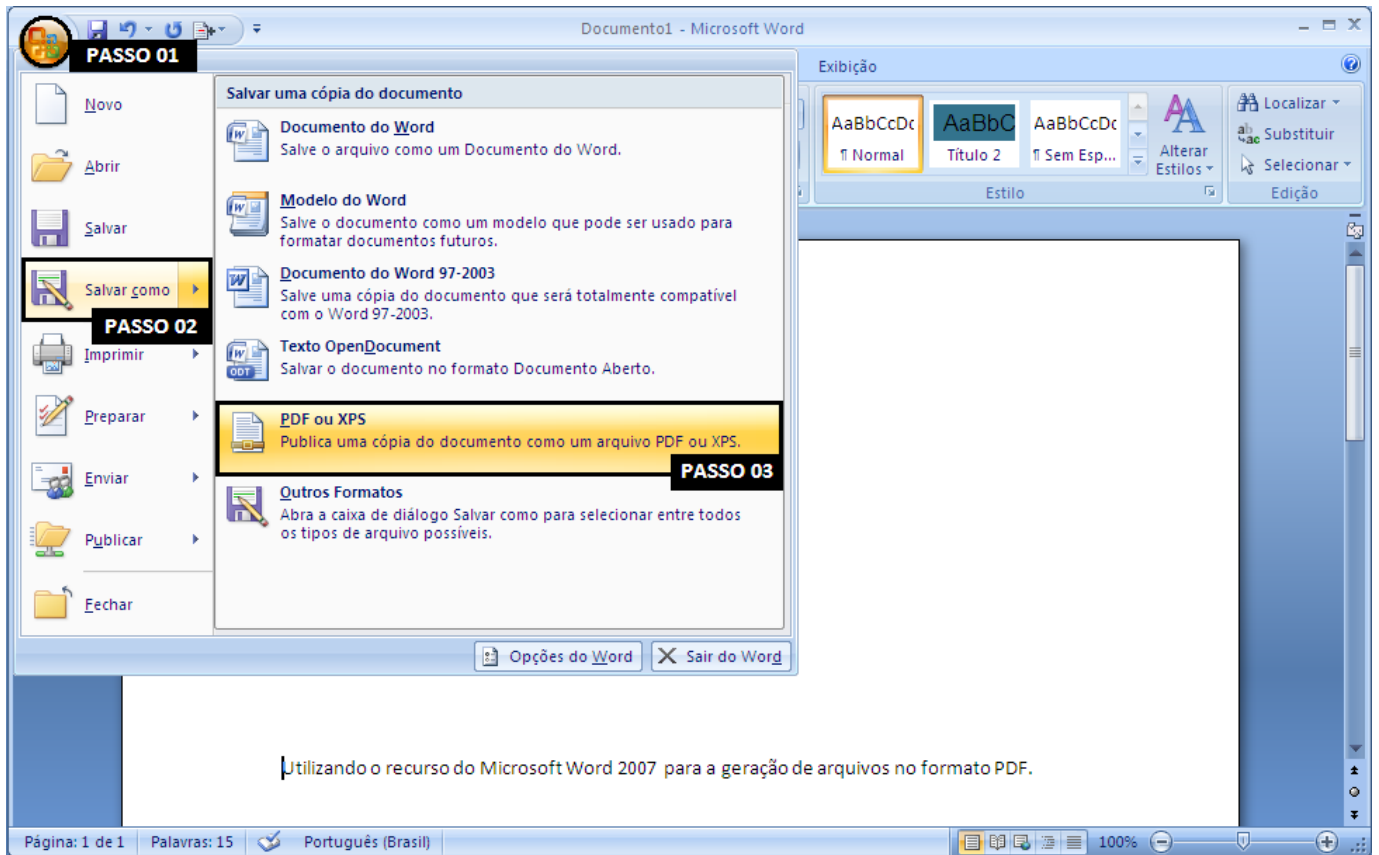 Documento1 - Microsoft Word
PASSO 01
Exibição
Novo
Abrir
Salvar
Salvar como
PASSO 02
Imprimir
Preparar
Enviar
Publicar
Fechar
Salvar uma cópia do documento
Documento do Word
Salve o arquivo como um Documento do Word.
Modelo do Word
Salve o documento como um modelo que pode ser usado para
formatar documentos futuros.
Documento do Word 97-2003
Salve uma cópia do documento que será totalmente compatível
com o Word 97-2003.
Texto OpenDocument
Salvar o documento no formato Documento Aberto.
ODT
PDF ou XPS
Publica uma cópia do documento como um arquivo PDF ou XPS.
PASSO 03
Outros Formatos
Abra a caixa de diálogo Salvar como para selecionar entre todos
os tipos de arquivo possíveis.
Opções do Word
Sair do Word
AaBbCcDc
¶ Normal
AaBbC
Título 2
AaBbCcDc
¶ Sem Esp...
Alterar
Estilos
Estilo
Localizar
Substituir
Selecionar
Edição
Utilizando o recurso do Microsoft Word 2007 para a geração de arquivos no formato PDF.
Página: 1 de 1
Palavras: 15
Português (Brasil)
100%